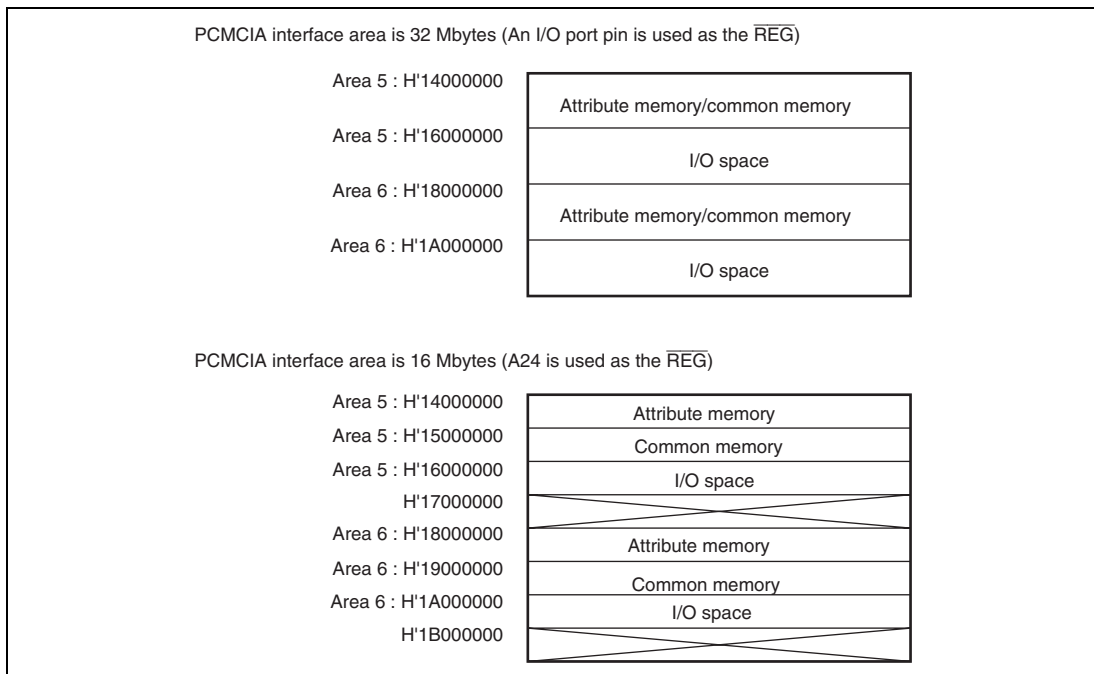 PCMCIA interface area is 32 Mbytes (An I/O port pin is used as the REG)
Area 5 : H'14000000
Attribute memory/common memory
Area 5 : H'16000000
I/O space
Area 6 : H'18000000
Attribute memory/common memory
Area 6 : H'1A000000
I/O space
PCMCIA interface area is 16 Mbytes (A24 is used as the REG)
Area 5 : H'14000000
Attribute memory
Area 5 : H'15000000
Common memory
Area 5 : H'16000000
I/O space
H'17000000
Area 6 : H'18000000
Attribute memory
Area 6 : H'19000000
Common memory
Area 6 : H'1A000000
I/O space
H'1B000000